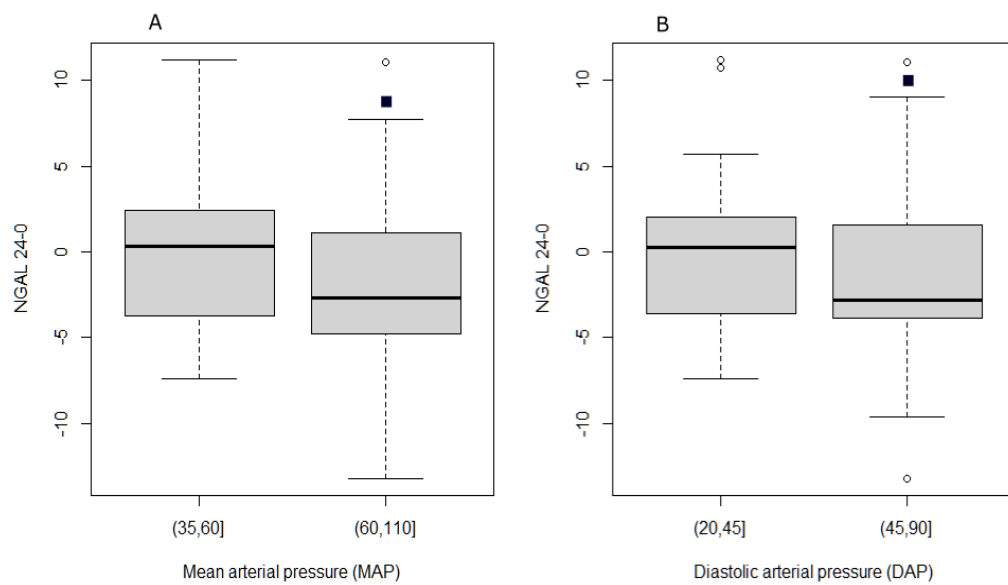 A
NGAL 24-0
10
5
0
-5
-10
(35,60]
(60,110]
Mean arterial pressure (MAP)
B
NGAL 24-0
10
5
0
-5
-10
(20,45]
(45,90]
Diastolic arterial pressure (DAP)